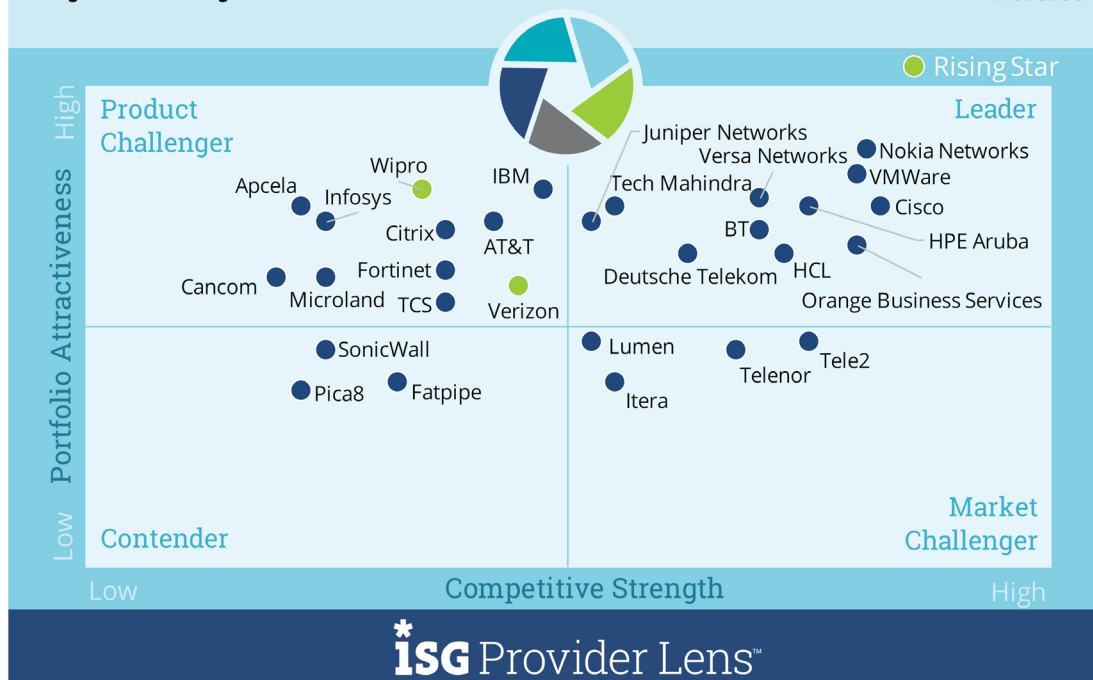 Rising Star
High
Product
Challenger
Leader
Juniper Networks
Versa Networks
Nokia Networks
Wipro
IBM
Tech Mahindra
VMWare
Apcela
Infosys
Cisco
Citrix
AT&T
BT
HPE Aruba
Cancom
Microland
Fortinet
TCS
Verizon
Deutsche Telekom
HCL
Orange Business Services
Portfolio Attractiveness
SonicWall
Lumen
Telenor
Tele2
Pica8
Fatpipe
Itera
Low
Contender
Market
Challenger
Low
Competitive Strength
High
*ISG Provider Lens™